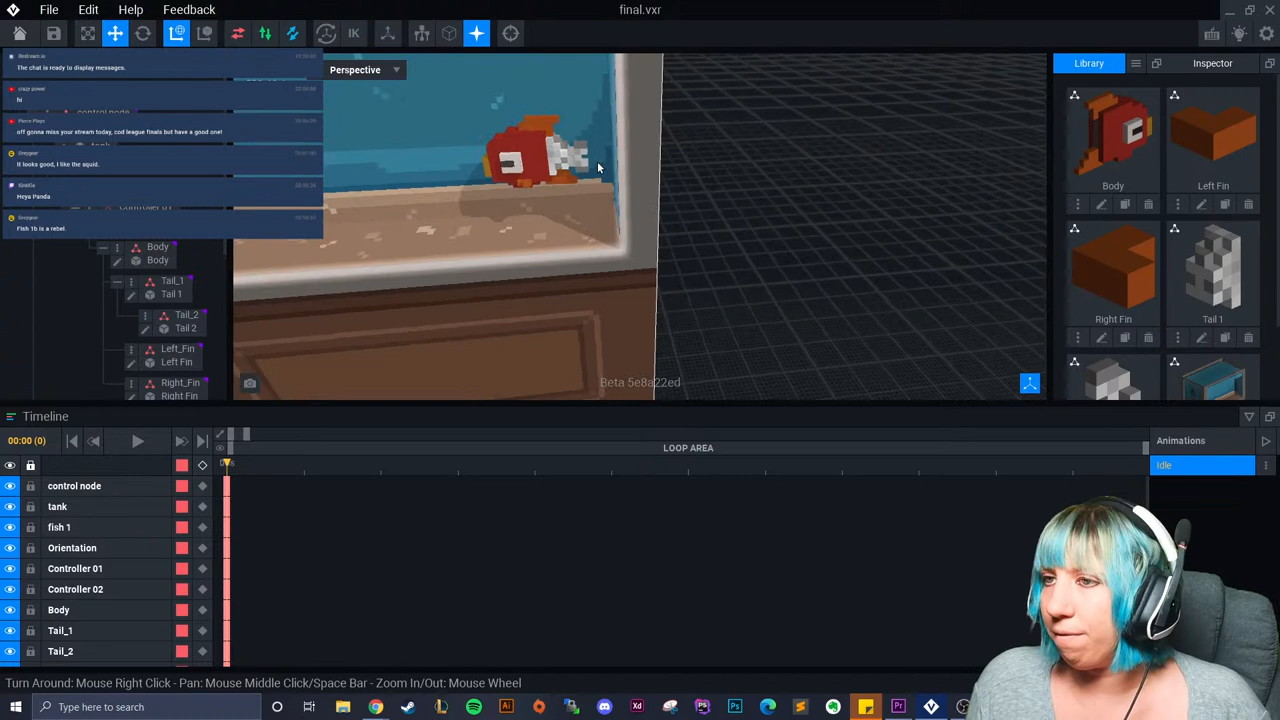 File Edit Help Feedback
final.vxr
IK
Restream.io
The chat is ready to display messages.
crazy power
hi
Pierre Plays
off gonna miss your stream today, cod league finals but have a good one!
It looks good, I like the squid.
Heya Panda
Fish 1b is a rebel.
Perspective
Body
Body
Tail_1
Tail 1
Tail_2
Tail 2
Left_Fin
Left Fin
Right_Fin
Right Fin
Beta 5e8a22ed
Library
Inspector
Body
Left Fin
Right Fin
Tail 1
Timeline
00:00 (0)
LOOP AREA
Animations
Idle
control node
tank
fish 1
Orientation
Controller 01
Controller 02
Body
Tail_1
Tail_2
Turn Around: Mouse Right Click - Pan: Mouse Middle Click/Space Bar - Zoom In/Out: Mouse Wheel
Type here to search